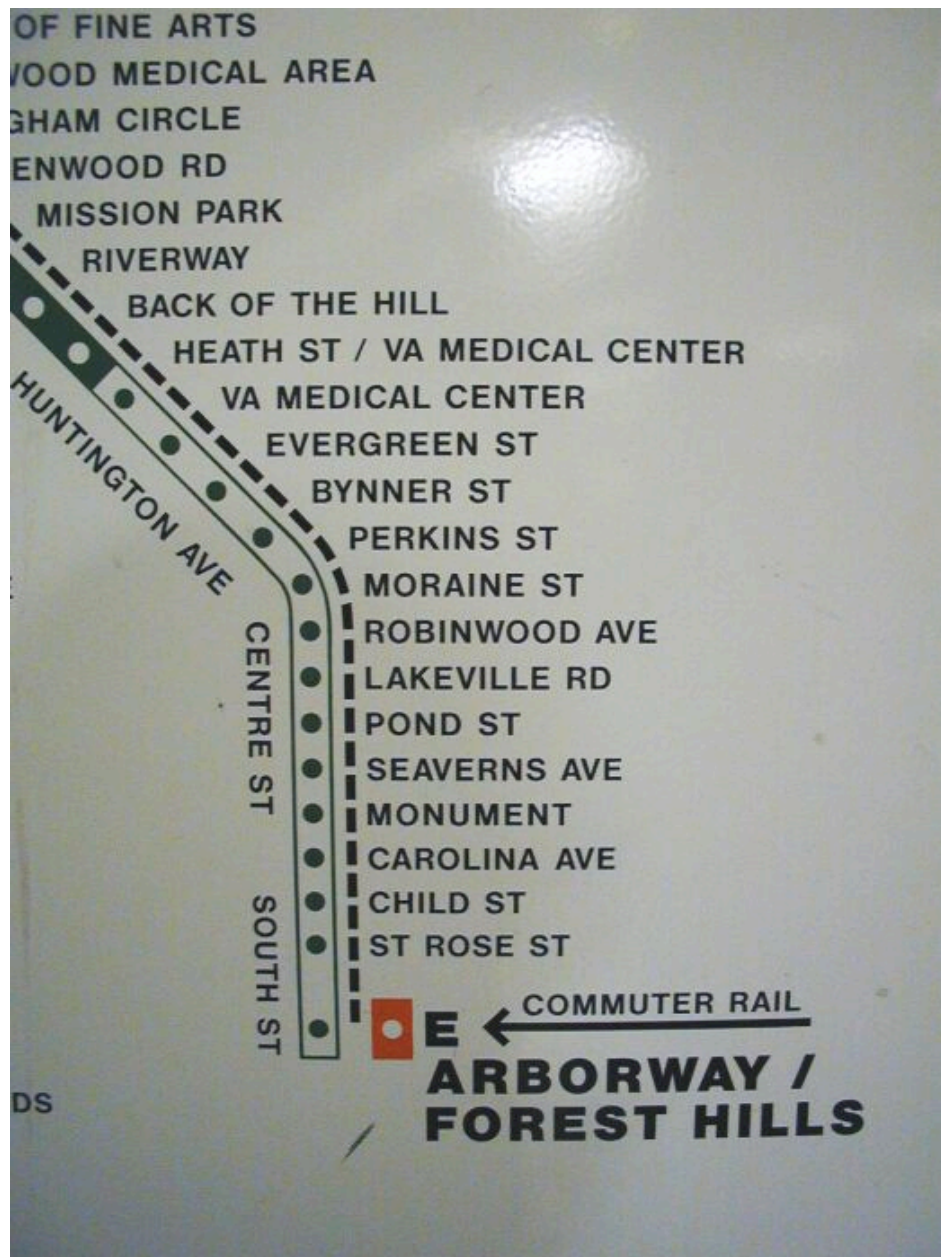 OF FINE ARTS
WOOD MEDICAL AREA
GHAM CIRCLE
ENWOOD RD
MISSION PARK
RIVERWAY
BACK OF THE HILL
HEATH ST / VA MEDICAL CENTER
VA MEDICAL CENTER
EVERGREEN ST
BYNNER ST
PERKINS ST
MORAINE ST
ROBINWOOD AVE
LAKEVILLE RD
POND ST
SEAVERNS AVE
MONUMENT
CAROLINA AVE
CHILD ST
ST ROSE ST
HUNTINGTON AVE
CENTRE ST
SOUTH ST
COMMUTER RAIL
E
ARBORWAY /
FOREST HILLS
DS